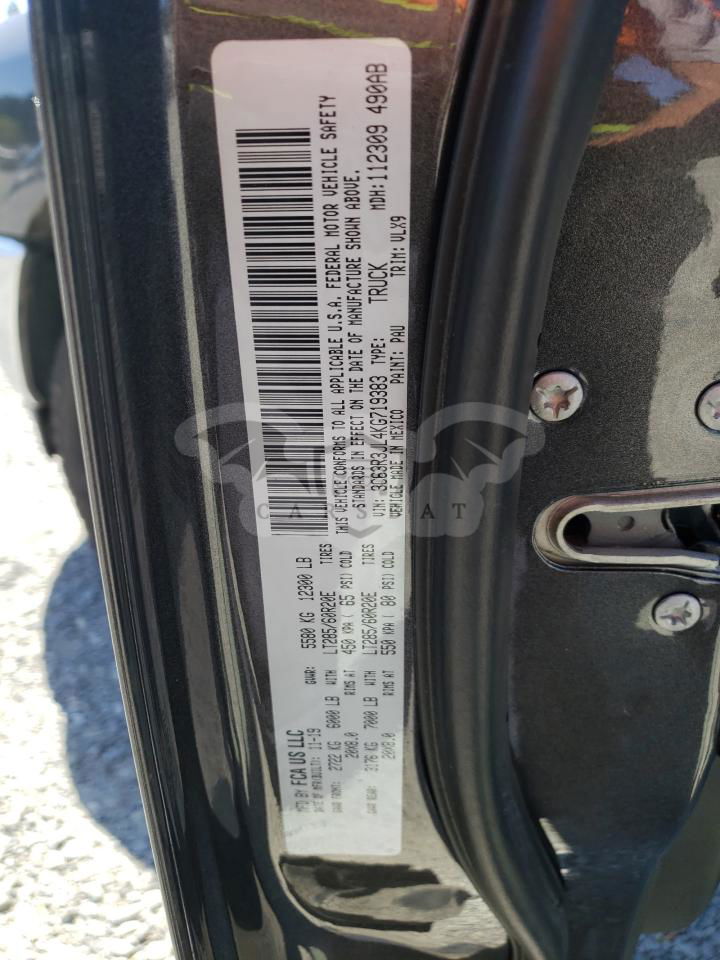 MFD BY FCA US LLC
DATE OF MFR(BUILT): 11-19 GVWR: 5580 KG 12300 LB
GAWR FRONT: 2722 KG 6000 LB WITH LT285/60R20E TIRES
20X8.0 RIMS AT 450 KPA ( 65 PSI) COLD
GAWR REAR: 3176 KG 7000 LB WITH LT285/60R20E TIRES
20X8.0 RIMS AT 550 KPA ( 80 PSI) COLD
THIS VEHICLE CONFORMS TO ALL APPLICABLE U.S.A. FEDERAL MOTOR VEHICLE SAFETY
STANDARDS IN EFFECT ON THE DATE OF MANUFACTURE SHOWN ABOVE.
VIN: 3C63R3JL4KG719383 TYPE: TRUCK MDH: 112309 490AB
VEHICLE MADE IN MEXICO PAINT: PAU TRIM: VLX9